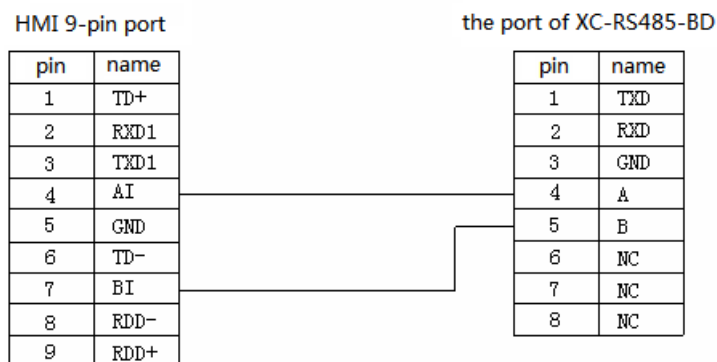 HMI 9-pin port
pin name
1 TD+
2 RXD1
3 TXD1
4 AI
5 GND
6 TD-
7 BI
8 RDD-
9 RDD+
the port of XC-RS485-BD
pin name
1 TXD
2 RXD
3 GND
4 A
5 B
6 NC
7 NC
8 NC